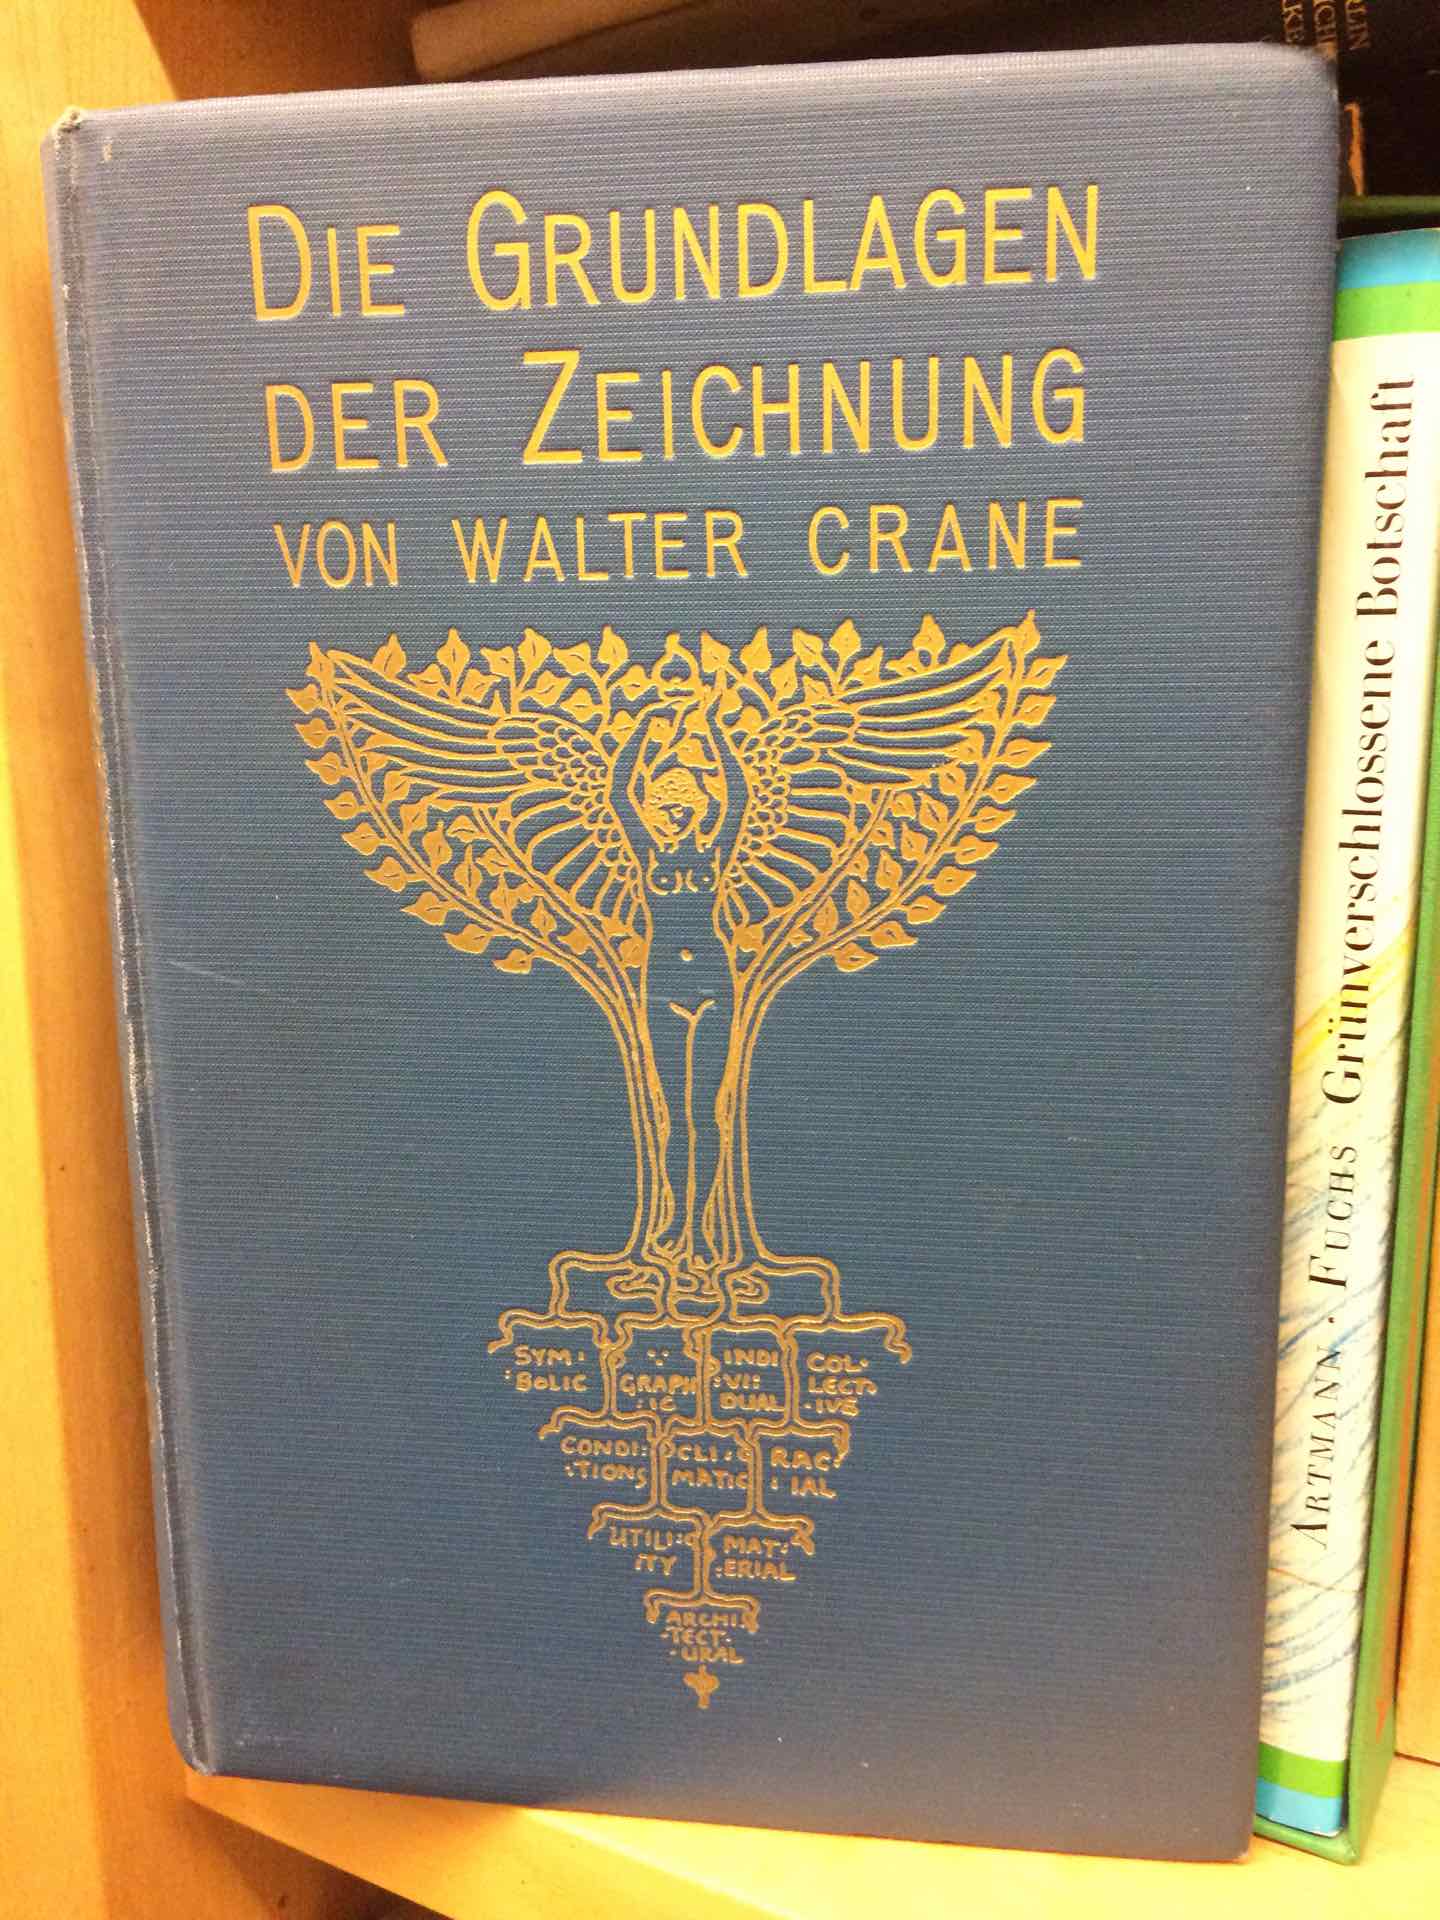 DIE GRUNDLAGEN
DER ZEICHNUNG
VON WALTER CRANE
SYM·
:BOLIC
GRAPH
:IC
INDI
:VI:
DUAL
COL·
LECT·
·IVE
CONDI:
:TIONS
CLI:
MATIC
RAC:
:IAL
UTILI:
:ITY
MAT:
:ERIAL
ARCHI
·TECT·
·URAL
ARTMANN · FUCHS Grünverschlossene Botschaft